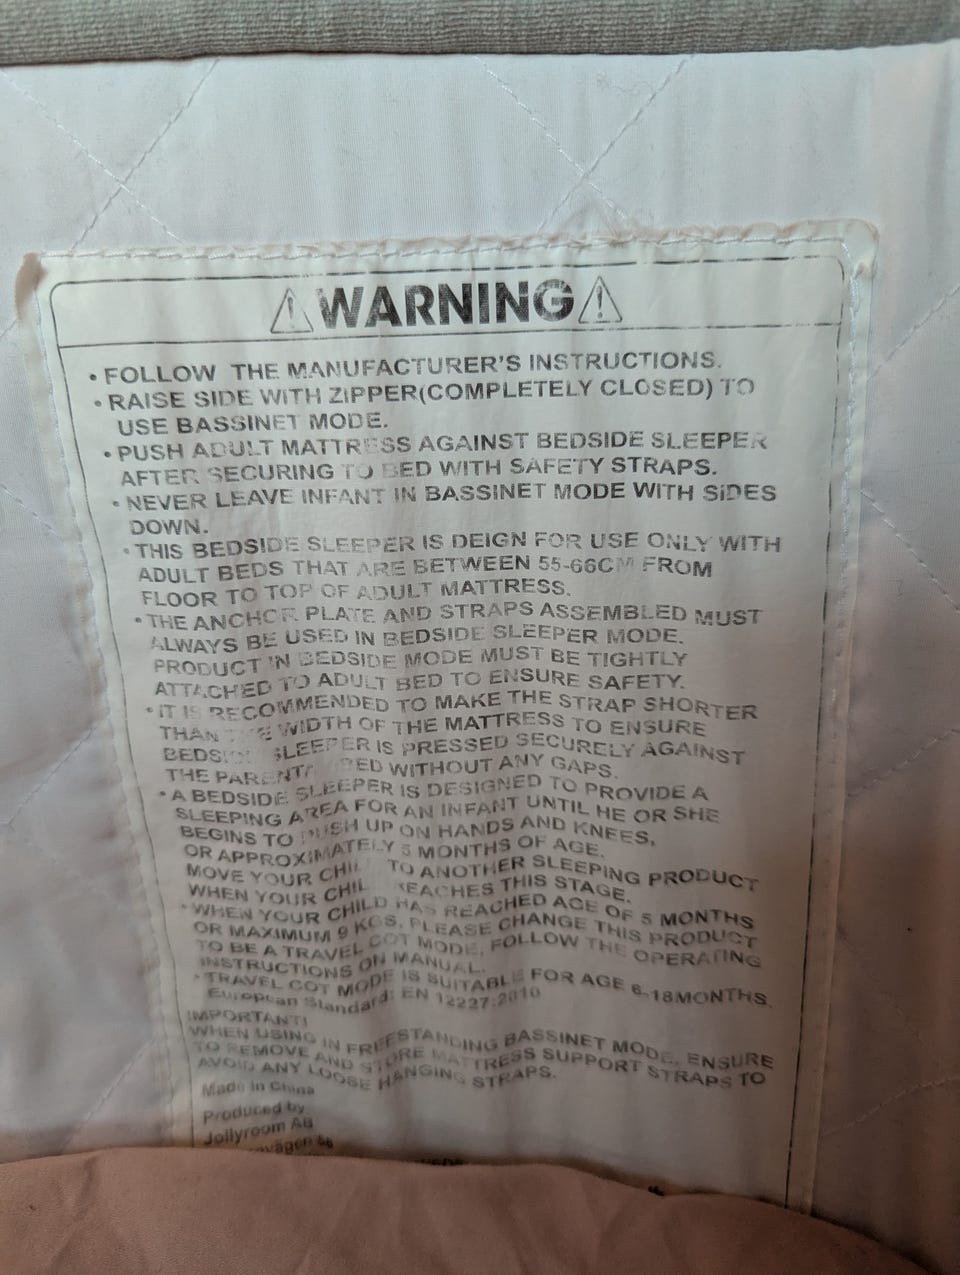 ⚠WARNING⚠
• FOLLOW THE MANUFACTURER'S INSTRUCTIONS.
• RAISE SIDE WITH ZIPPER(COMPLETELY CLOSED) TO
USE BASSINET MODE.
• PUSH ADULT MATTRESS AGAINST BEDSIDE SLEEPER
AFTER SECURING TO BED WITH SAFETY STRAPS.
• NEVER LEAVE INFANT IN BASSINET MODE WITH SiDES
DOWN.
• THIS BEDSIDE SLEEPER IS DEIGN FOR USE ONLY WITH
ADULT BEDS THAT ARE BETWEEN 55-66CM FROM
FLOOR TO TOP OF ADULT MATTRESS.
• THE ANCHOR PLATE AND STRAPS ASSEMBLED MUST
ALWAYS BE USED IN BEDSIDE SLEEPER MODE.
PRODUCT IN BEDSIDE MODE MUST BE TIGHTLY
ATTACHED TO ADULT BED TO ENSURE SAFETY.
• IT IS RECOMMENDED TO MAKE THE STRAP SHORTER
THAN THE WIDTH OF THE MATTRESS TO ENSURE
BEDSIDE SLEEPER IS PRESSED SECURELY AGAINST
THE BED WITHOUT ANY GAPS.
• A BEDSIDE SLEEPER IS DESIGNED TO PROVIDE A
SLEEPING AREA FOR AN INFANT UNTIL HE OR SHE
BEGINS TO PUSH UP ON HANDS AND KNEES,
OR APPROXIMATELY 5 MONTHS OF AGE.
MOVE YOUR CHILD TO ANOTHER SLEEPING PRODUCT
WHEN YOUR CHILD REACHES THIS STAGE.
• WHEN YOUR CHILD HAS REACHED AGE OF 5 MONTHS
OR MAXIMUM 9 KGS, PLEASE CHANGE THIS PRODUCT
TO BE A TRAVEL COT MODE, FOLLOW THE OPERATING
INSTRUCTIONS ON MANUAL.
• TRAVEL COT MODE IS SUITABLE FOR AGE 6-18MONTHS.
European Standard: EN 12227:2010
IMPORTANT!
WHEN USING IN FREESTANDING BASSINET MODE, ENSURE
TO REMOVE AND STORE MATTRESS SUPPORT STRAPS TO
AVOID ANY LOOSE HANGING STRAPS.
Made in China
Produced by
Jollyroom AB